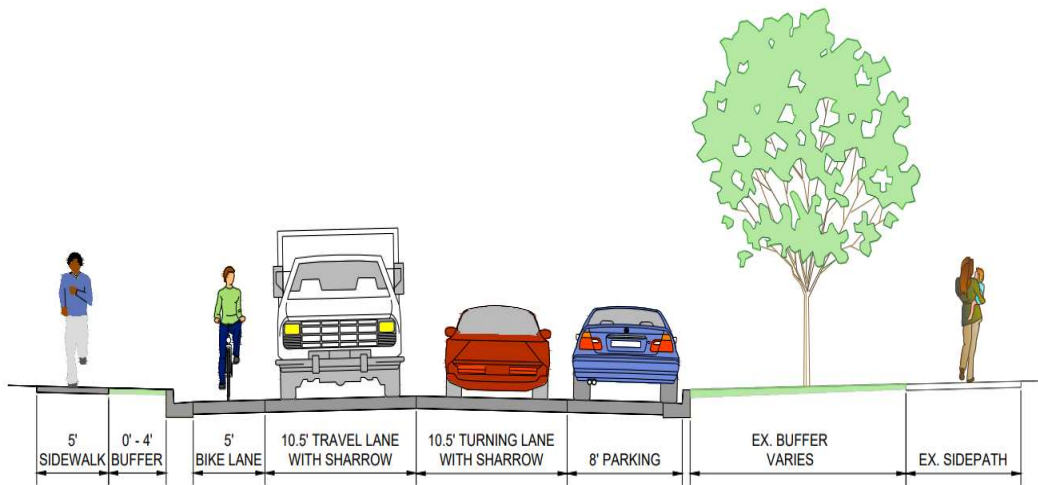 5'
SIDEWALK
0' - 4'
BUFFER
5'
BIKE LANE
10.5' TRAVEL LANE
WITH SHARROW
10.5' TURNING LANE
WITH SHARROW
8' PARKING
EX. BUFFER
VARIES
EX. SIDEPATH